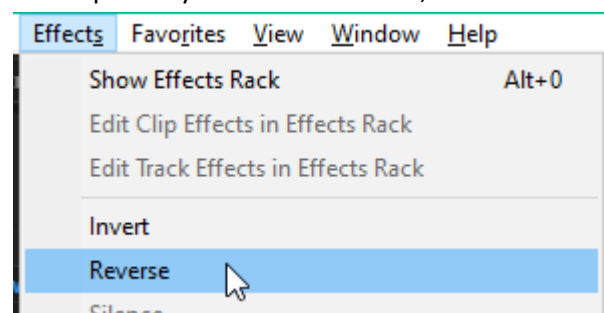 Effects Favorites View Window Help
Show Effects Rack Alt+0
Edit Clip Effects in Effects Rack
Edit Track Effects in Effects Rack
Invert
Reverse